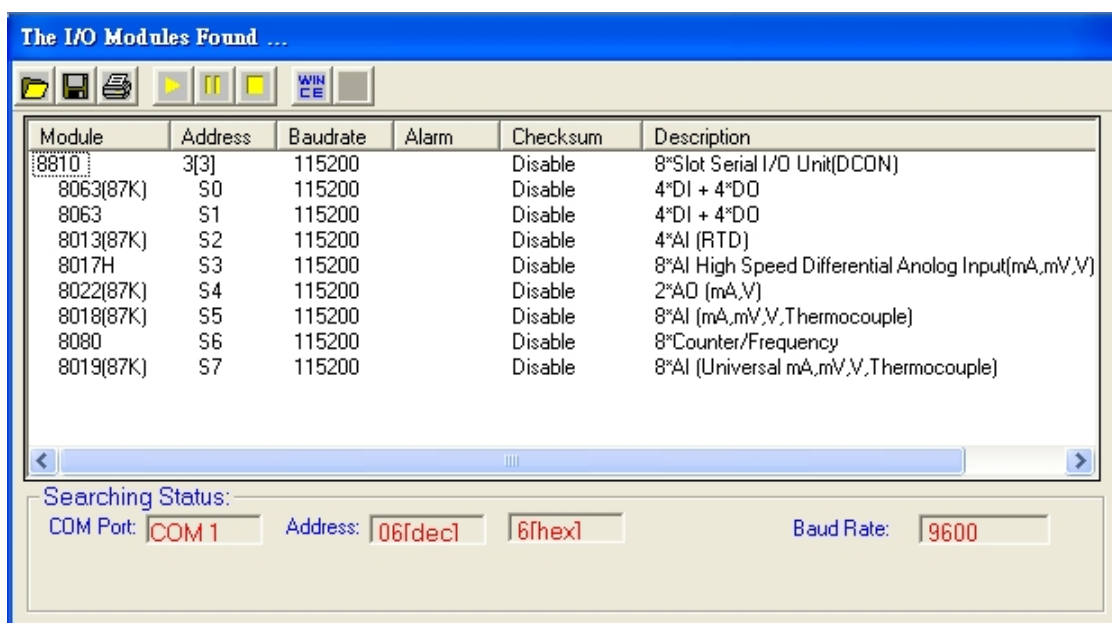 The I/O Modules Found ...
WIN CE
Module Address Baudrate Alarm Checksum Description
8810 3[3] 115200 Disable 8*Slot Serial I/O Unit(DCON)
8063(87K) S0 115200 Disable 4*DI + 4*DO
8063 S1 115200 Disable 4*DI + 4*DO
8013(87K) S2 115200 Disable 4*AI (RTD)
8017H S3 115200 Disable 8*AI High Speed Differential Anolog Input(mA,mV,V)
8022(87K) S4 115200 Disable 2*AO (mA,V)
8018(87K) S5 115200 Disable 8*AI (mA,mV,V,Thermocouple)
8080 S6 115200 Disable 8*Counter/Frequency
8019(87K) S7 115200 Disable 8*AI (Universal mA,mV,V,Thermocouple)
Searching Status:
COM Port: COM 1 Address: 06[dec] 6[hex] Baud Rate: 9600